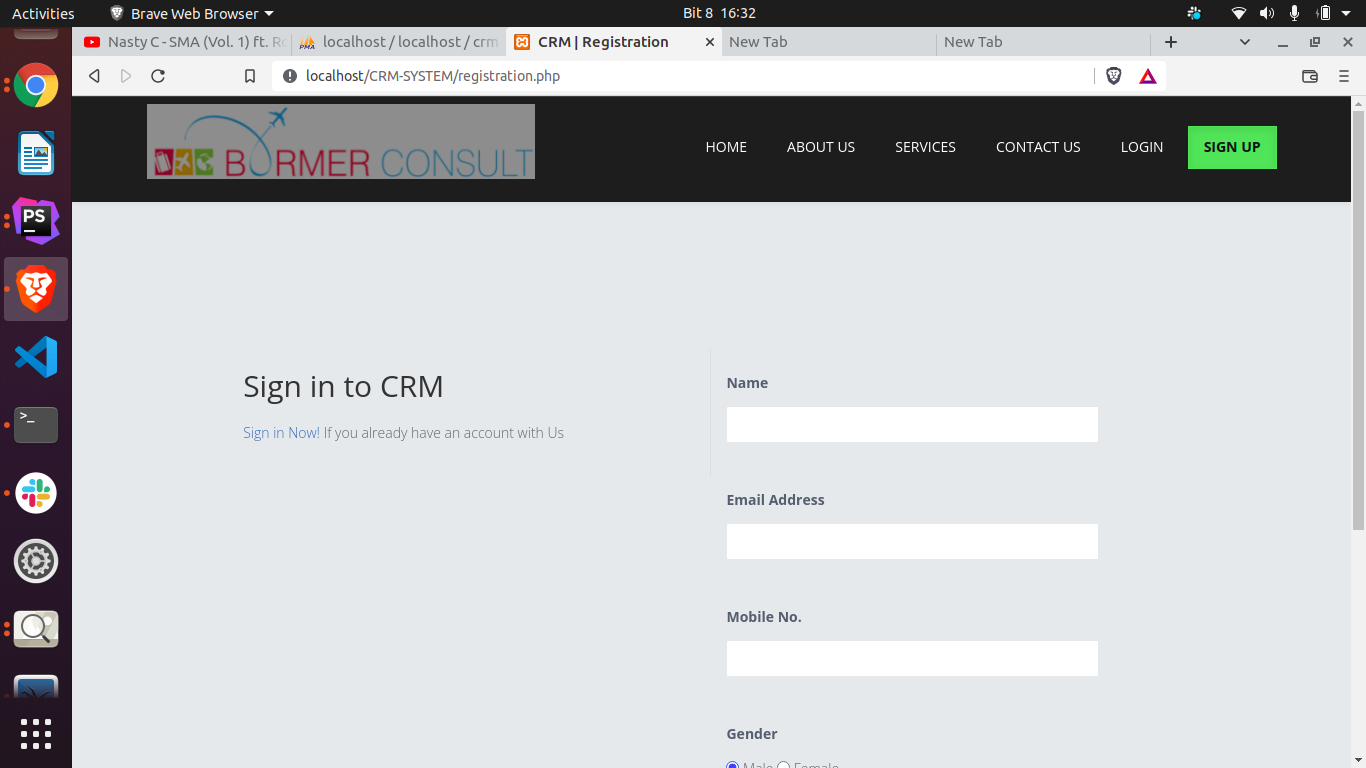 Activities
Brave Web Browser
Bit 8 16:32
Nasty C - SMA (Vol. 1) ft. Ro
PMA
localhost / localhost / crm
CRM | Registration
New Tab
New Tab
localhost/CRM-SYSTEM/registration.php
BORMER CONSULT
HOME
ABOUT US
SERVICES
CONTACT US
LOGIN
SIGN UP
PS
>_
Sign in to CRM
Sign in Now! If you already have an account with Us
Name
Email Address
Mobile No.
Gender
Male Female